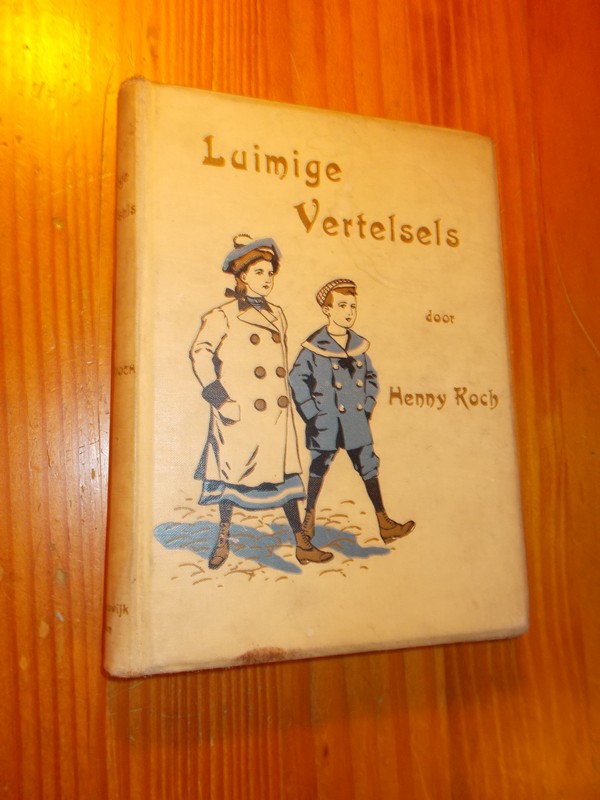 Luimige
Vertelsels
door
Henny Koch